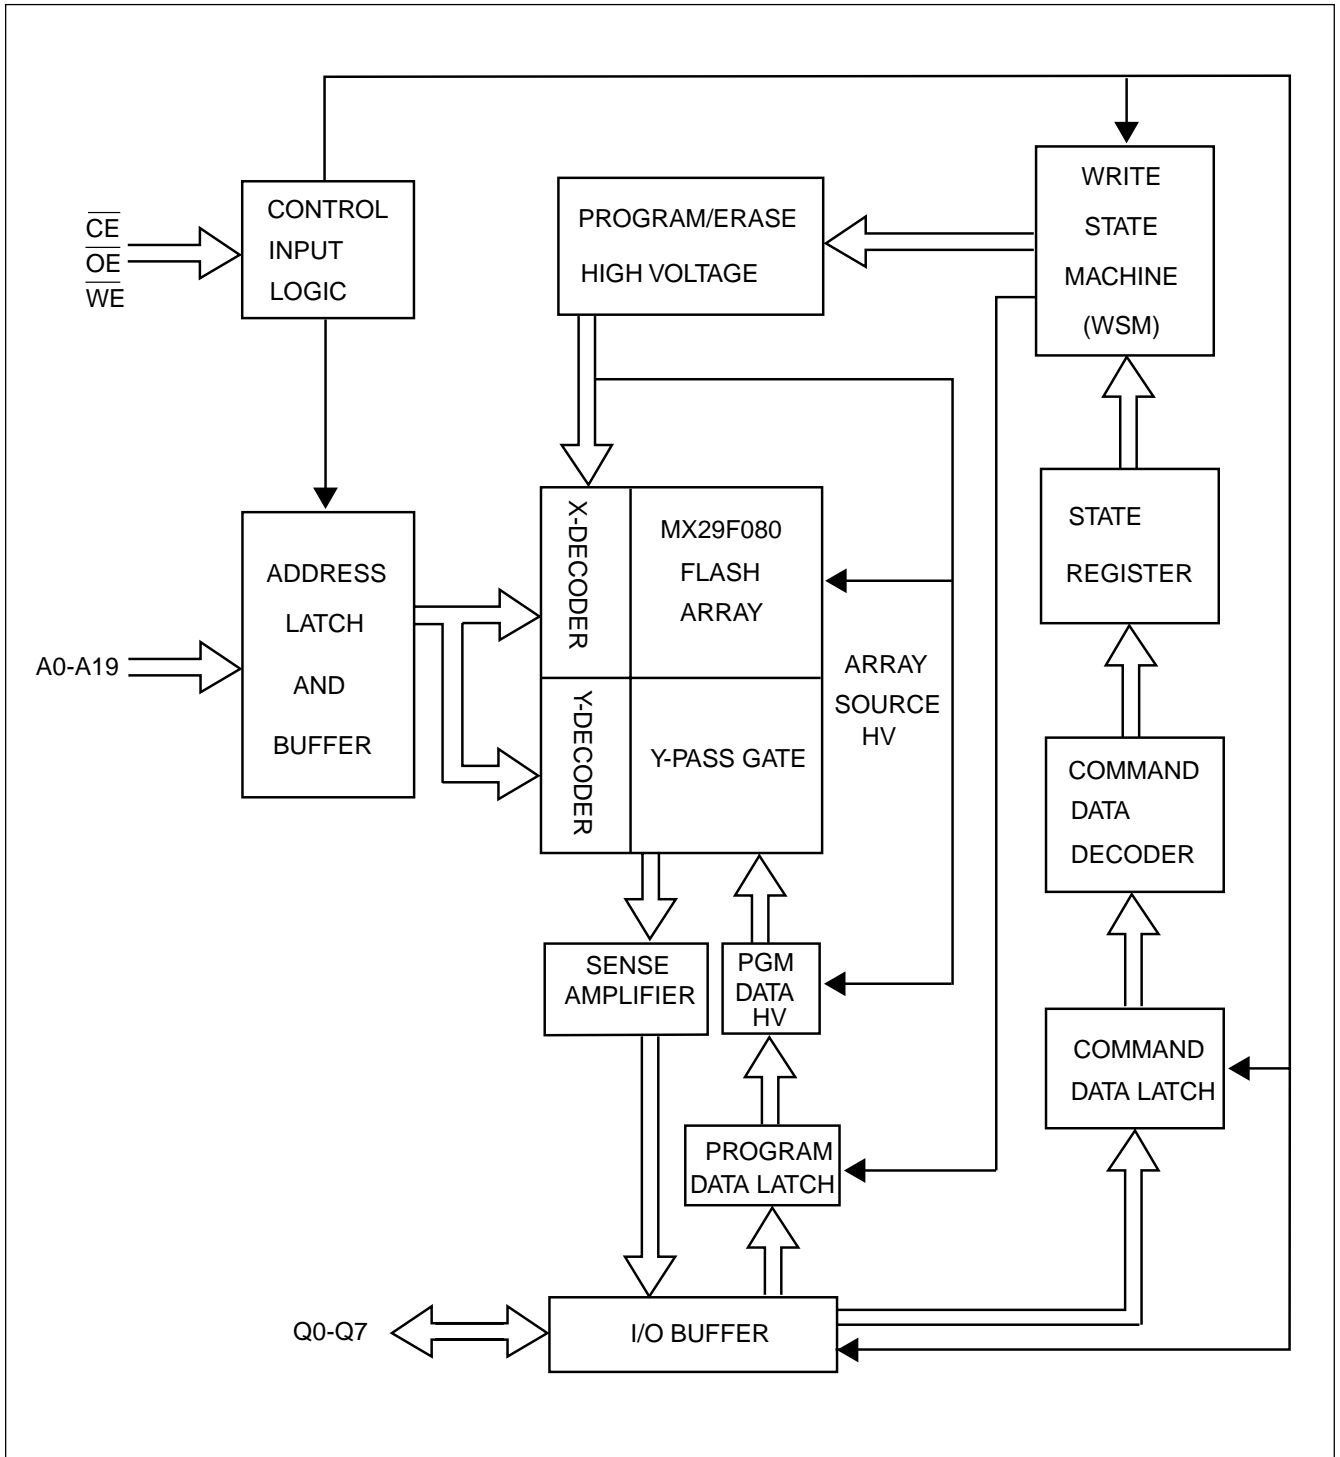 CONTROL
INPUT
LOGIC
CE
OE
WE
PROGRAM/ERASE
HIGH VOLTAGE
WRITE
STATE
MACHINE
(WSM)
ADDRESS
LATCH
AND
BUFFER
A0-A19
X-DECODER
MX29F080
FLASH
ARRAY
Y-DECODER
Y-PASS GATE
ARRAY
SOURCE
HV
STATE
REGISTER
COMMAND
DATA
DECODER
SENSE
AMPLIFIER
PGM
DATA
HV
COMMAND
DATA LATCH
PROGRAM
DATA LATCH
Q0-Q7
I/O BUFFER